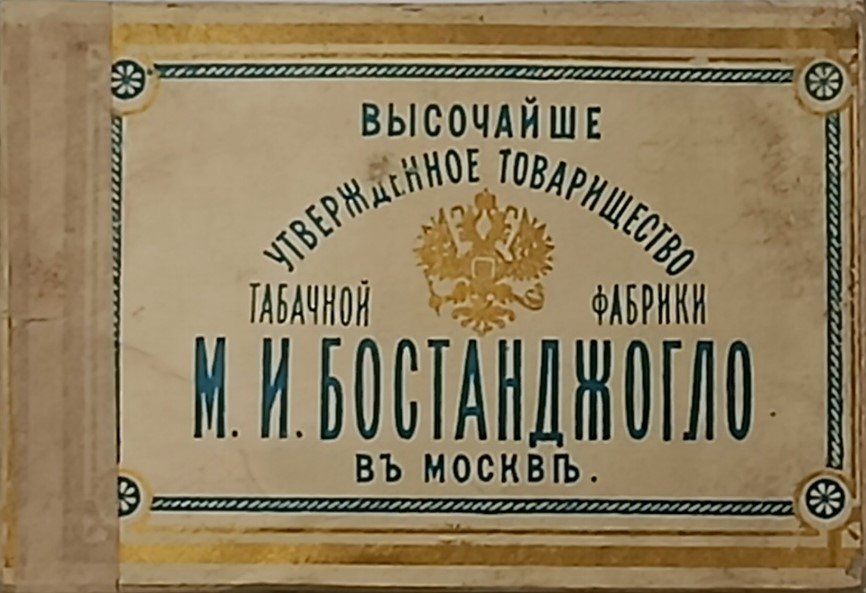 ВЫСОЧАЙШЕ
УТВЕРЖДЕННОЕ ТОВАРИЩЕСТВО
ТАБАЧНОЙ ФАБРИКИ
М. И. БОСТАНДЖОГЛО
ВЪ МОСКВѢ.